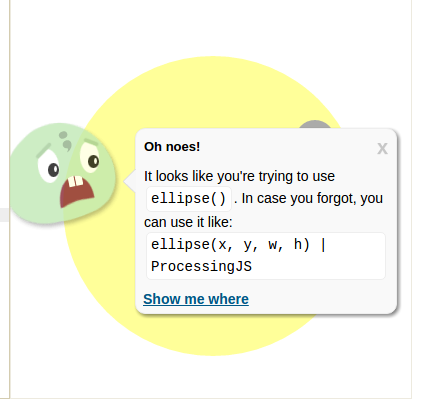 Oh noes!
x
It looks like you're trying to use
ellipse() . In case you forgot, you
can use it like:
ellipse(x, y, w, h) |
ProcessingJS
Show me where